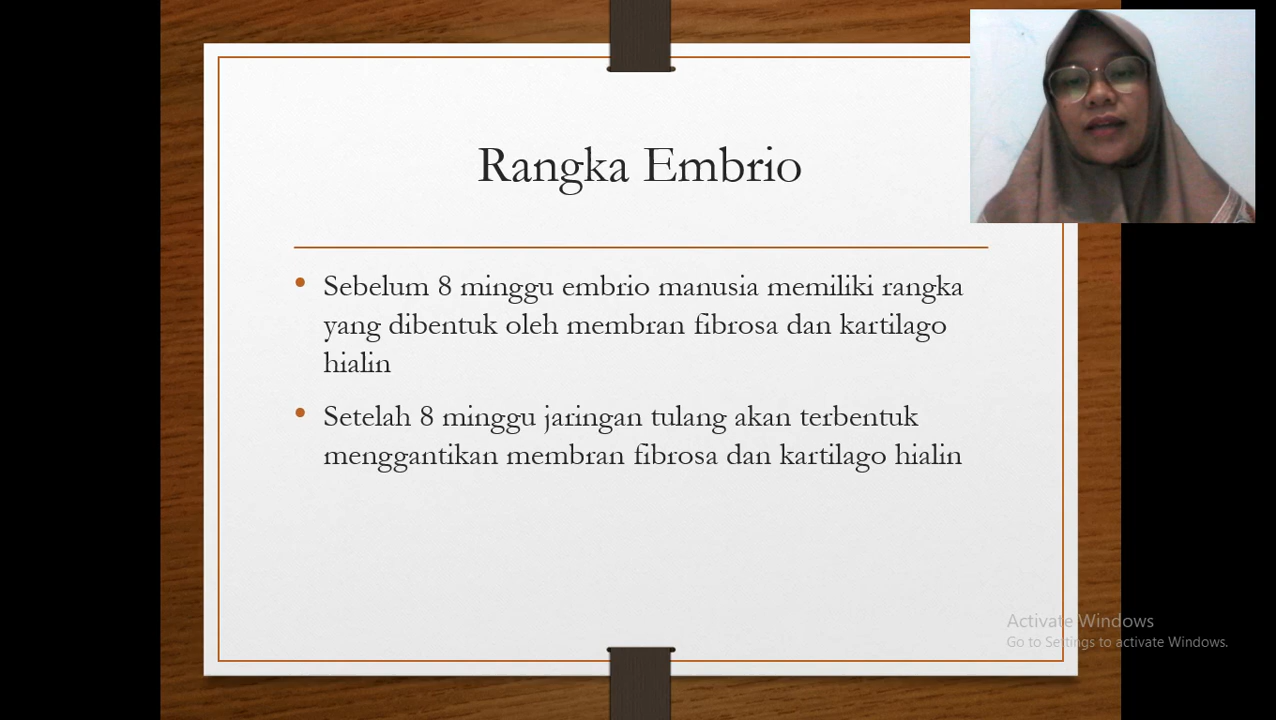 Rangka Embrio
Sebelum 8 minggu embrio manusia memiliki rangka
yang dibentuk oleh membran fibrosa dan kartilago
hialin
Setelah 8 minggu jaringan tulang akan terbentuk
menggantikan membran fibrosa dan kartilago hialin
Activate Windows
Go to Settings to activate Windows.